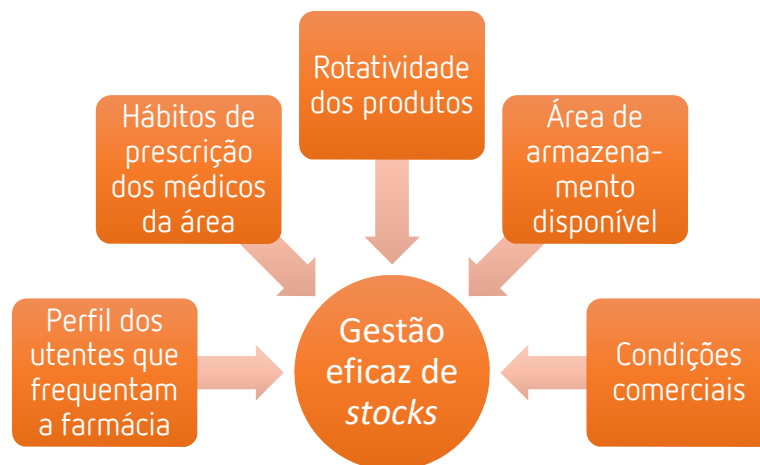 Rotatividade
dos produtos
Hábitos de
prescrição
dos médicos
da área
Área de
armazena-
mento
disponível
Perfil dos
utentes que
frequentam
a farmácia
Gestão
eficaz de
stocks
Condições
comerciais